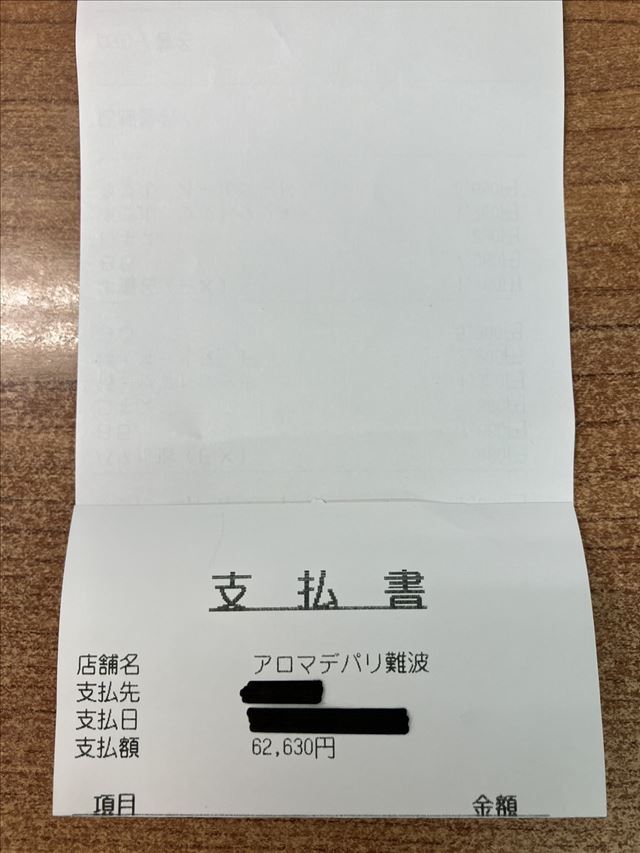 支払書
店舗名 アロマデパリ難波
支払先
支払日
支払額 62,630円
項目 金額